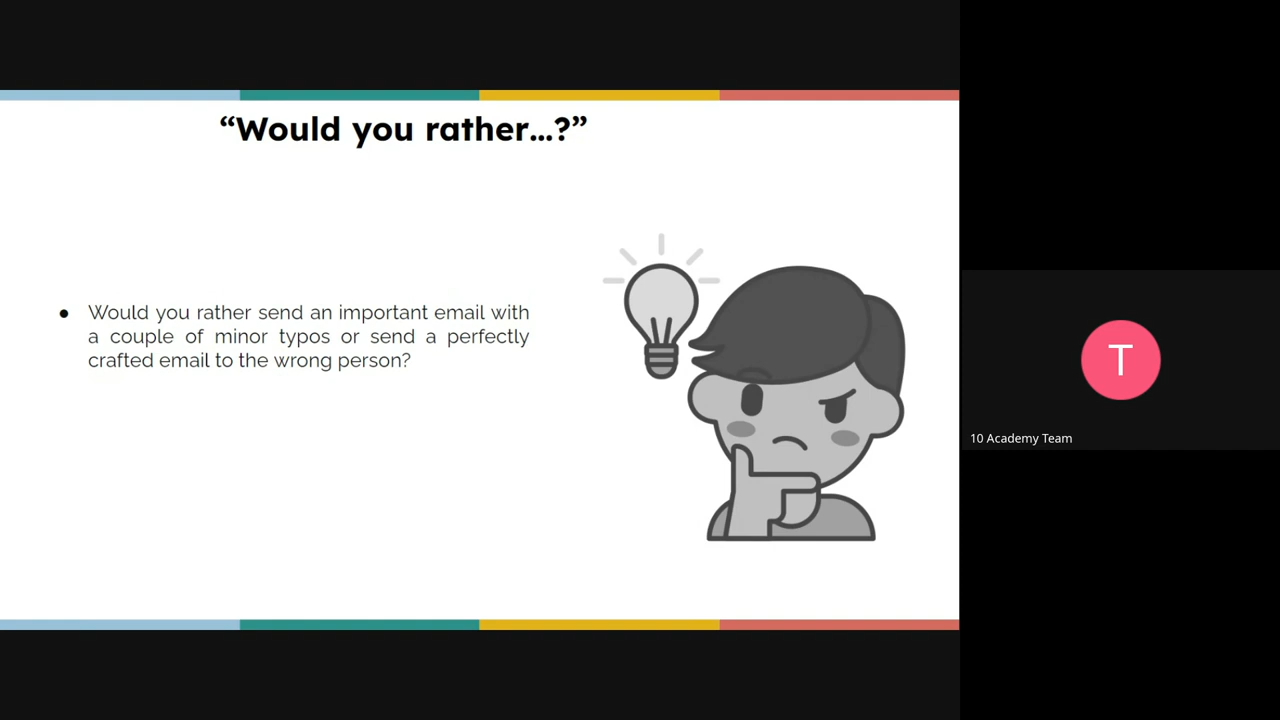 “Would you rather...?”
● Would you rather send an important email with
a couple of minor typos or send a perfectly
crafted email to the wrong person?
T
10 Academy Team